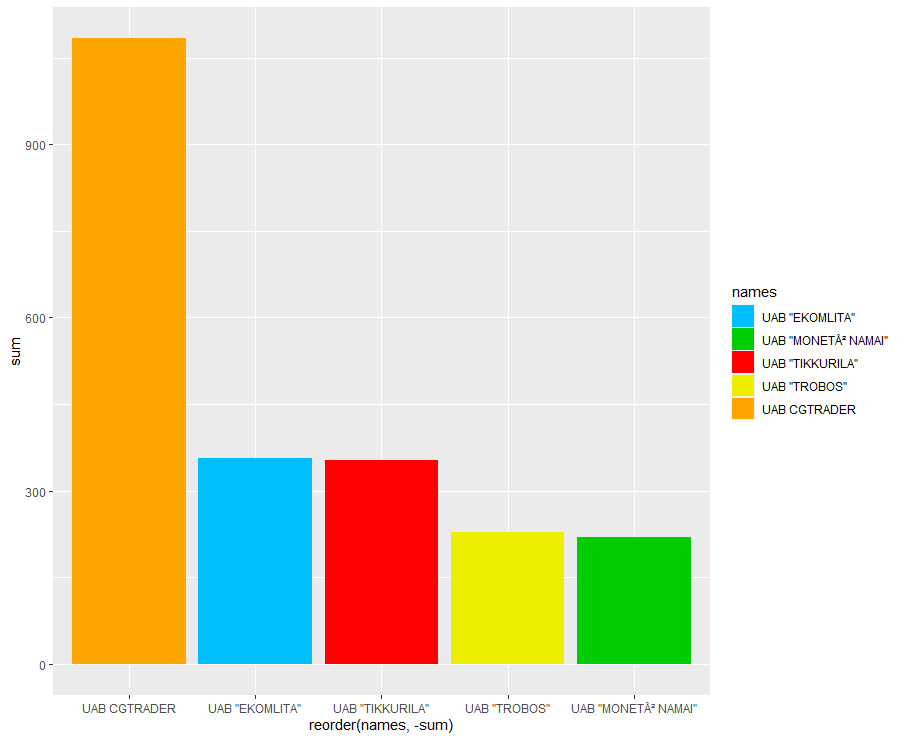 900
600
300
0
sum
UAB CGTRADER
UAB "EKOMLITA"
UAB "TIKKURILA"
UAB "TROBOS"
UAB "MONETÂ² NAMAI"
reorder(names, -sum)
names
UAB "EKOMLITA"
UAB "MONETÂ² NAMAI"
UAB "TIKKURILA"
UAB "TROBOS"
UAB CGTRADER